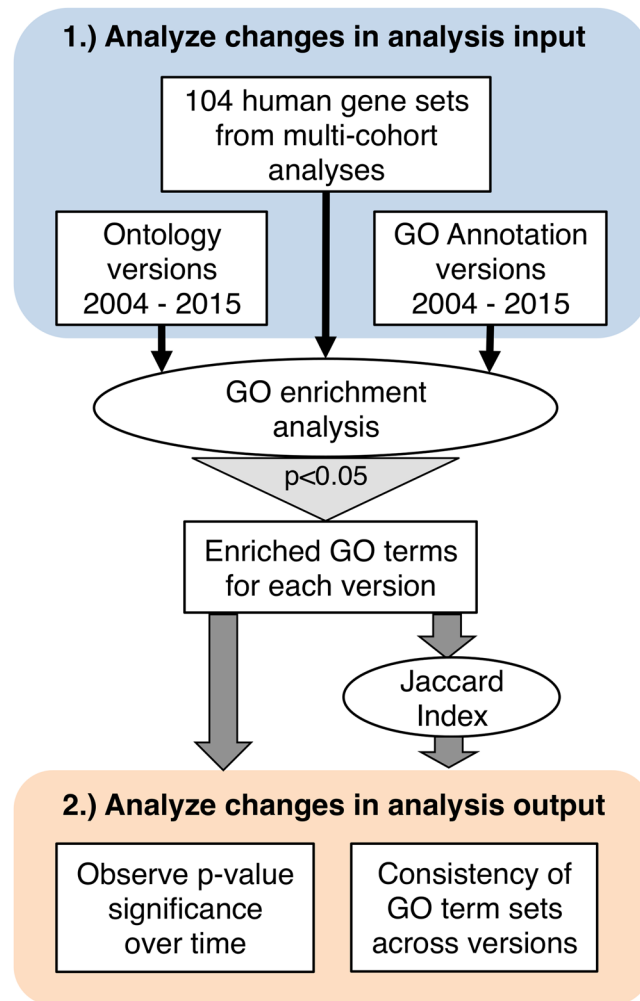 1.) Analyze changes in analysis input
104 human gene sets
from multi-cohort
analyses
Ontology
versions
2004 - 2015
GO Annotation
versions
2004 - 2015
GO enrichment
analysis
p<0.05
Enriched GO terms
for each version
Jaccard
Index
2.) Analyze changes in analysis output
Observe p-value
significance
over time
Consistency of
GO term sets
across versions